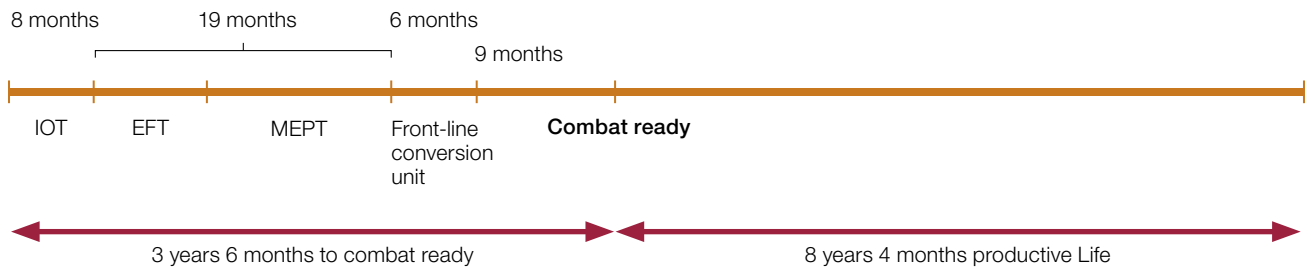 8 months
19 months
6 months
9 months
IOT
EFT
MEPT
Front-line
conversion
unit
Combat ready
3 years 6 months to combat ready
8 years 4 months productive Life